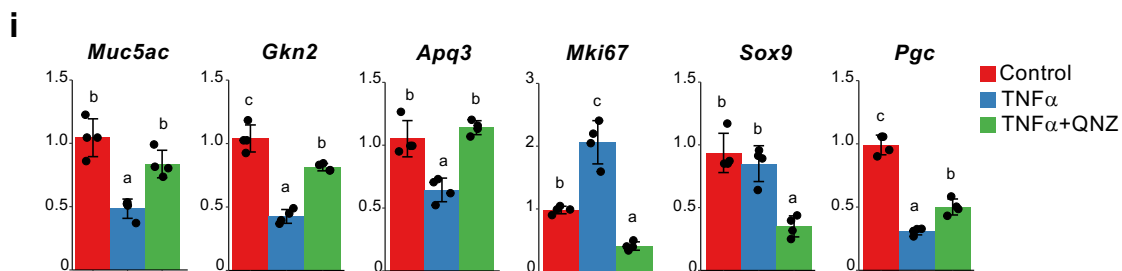 i
Muc5ac Gkn2 Apq3 Mki67 Sox9 Pgc
1.5 1.5 1.5 3 1.5 1.5
1.0 1.0 1.0 2 1.0 1.0
0.5 0.5 0.5 1 0.5 0.5
0 0 0 0 0 0
b a b
c a b
b a b
b c a
b b a
c a b
Control
TNFα
TNFα+QNZ